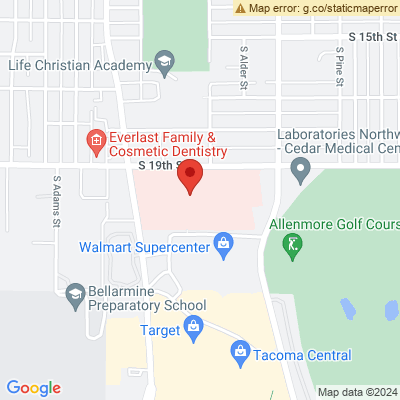 Map error: g.co/staticmaperror
S 15th St
S Alder St
S Pine St
Life Christian Academy
Everlast Family &
Cosmetic Dentistry
Laboratories Northw
- Cedar Medical Cen
S 19th S
S Adams St
Allenmore Golf Cours
Walmart Supercenter
Bellarmine
Preparatory School
Target
Tacoma Central
Google
Map data ©2024